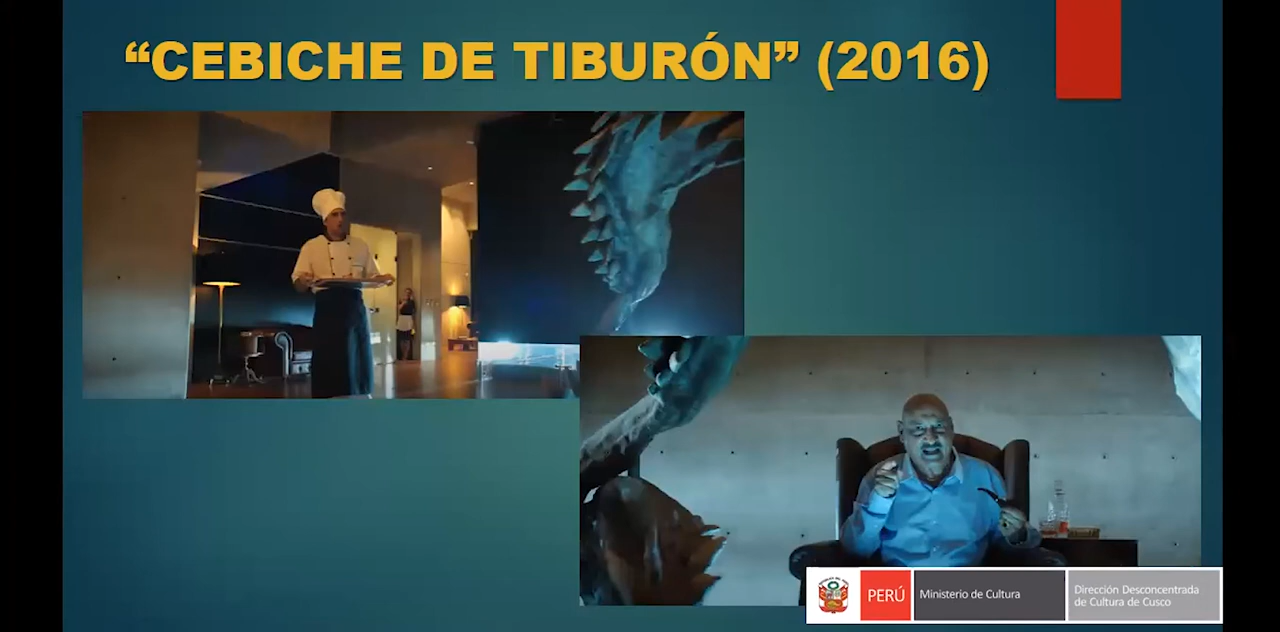 “CEBICHE DE TIBURÓN” (2016)
PERÚ
Ministerio de Cultura
Dirección Desconcentrada
de Cultura de Cusco